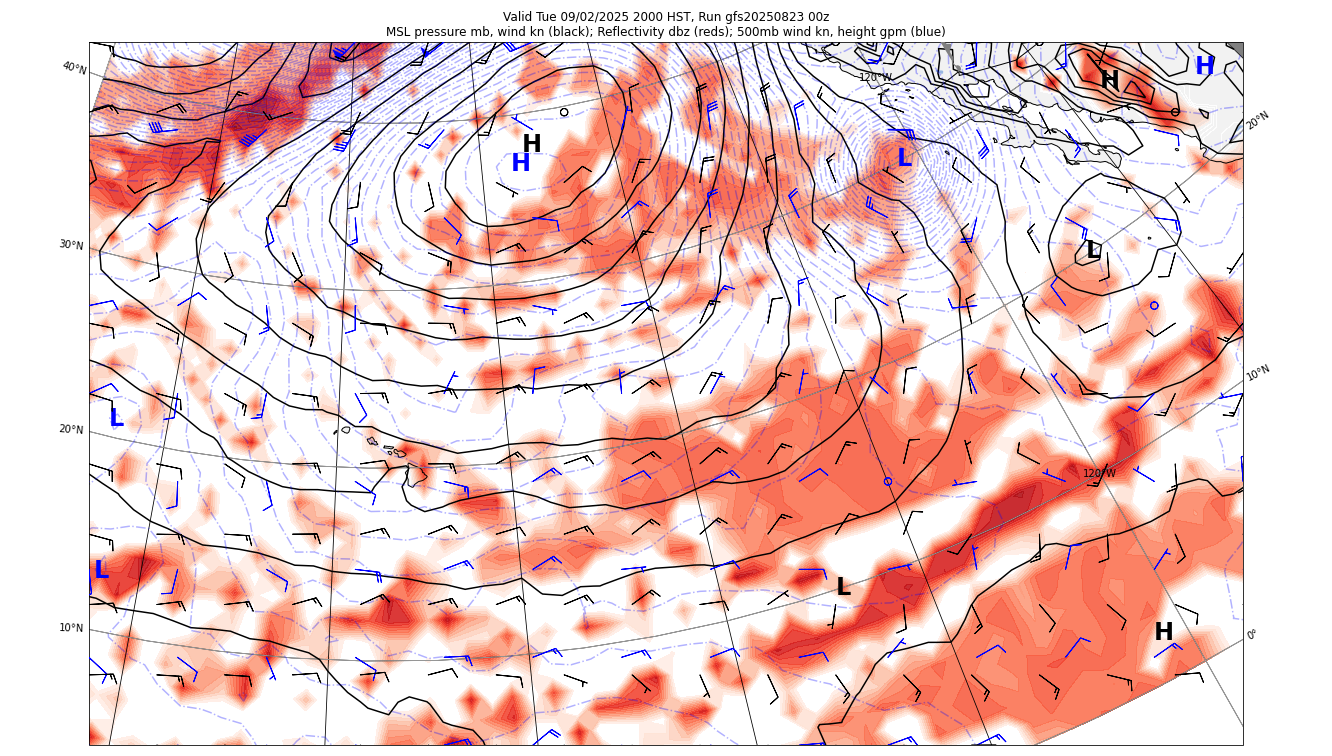 Valid Tue 09/02/2025 2000 HST, Run gfs20250823 00z
MSL pressure mb, wind kn (black); Reflectivity dbz (reds); 500mb wind kn, height gpm (blue)
40°N
120°W
H
H
20°N
H
H
L
30°N
L
10°N
L
20°N
120°W
L
L
10°N
H
0°